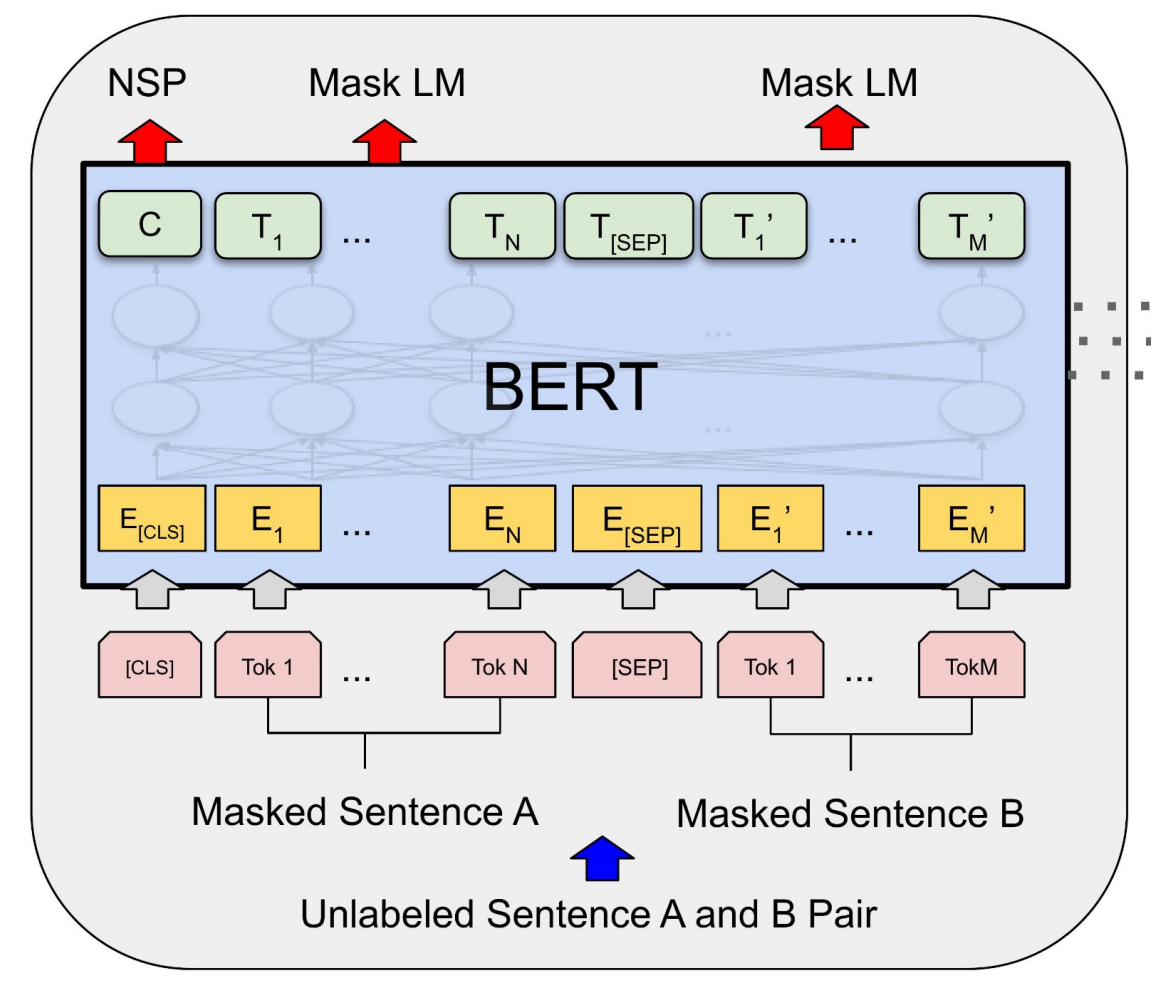 NSP Mask LM Mask LM
C T1 ... TN T[SEP] T1’ ... TM’
...
BERT
...
E[CLS] E1 ... EN E[SEP] E1’ ... EM’
[CLS] Tok 1 ... Tok N [SEP] Tok 1 ... TokM
Masked Sentence A Masked Sentence B
Unlabeled Sentence A and B Pair